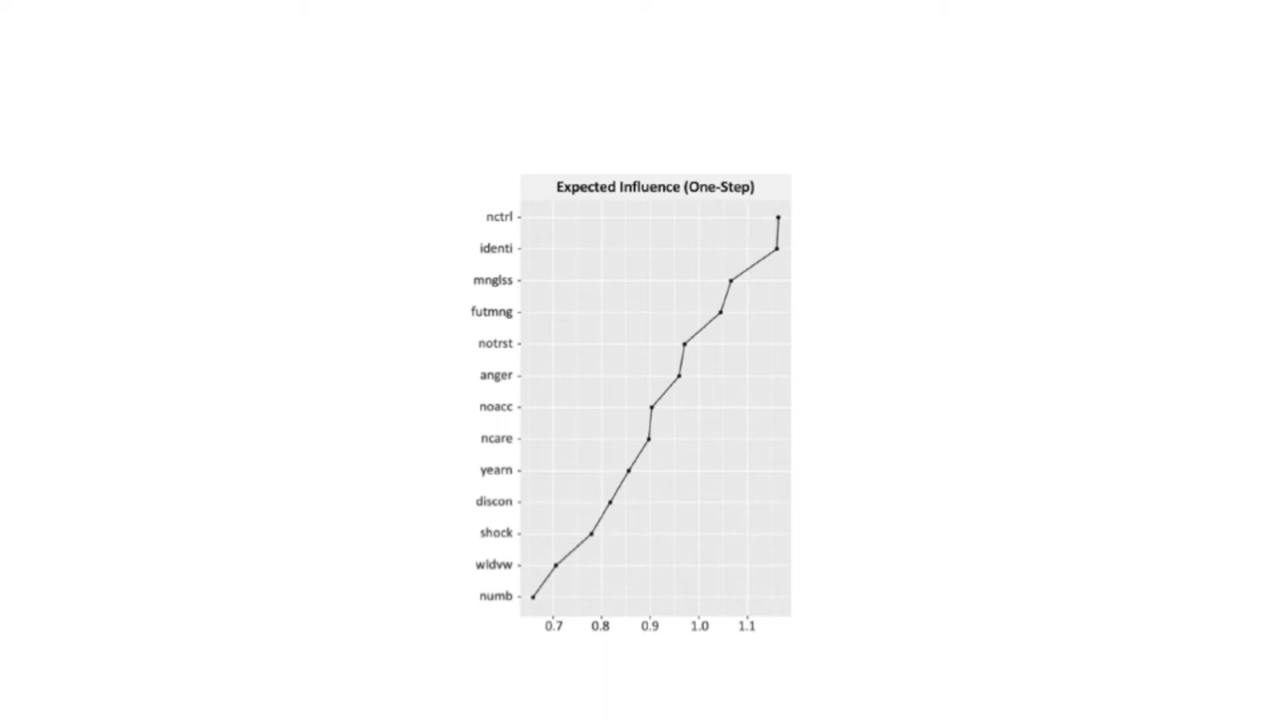 Expected Influence (One-Step)
nctrl
identi
mnglss
futmng
notrst
anger
noacc
ncare
yearn
discon
shock
wldvw
numb
0.7 0.8 0.9 1.0 1.1